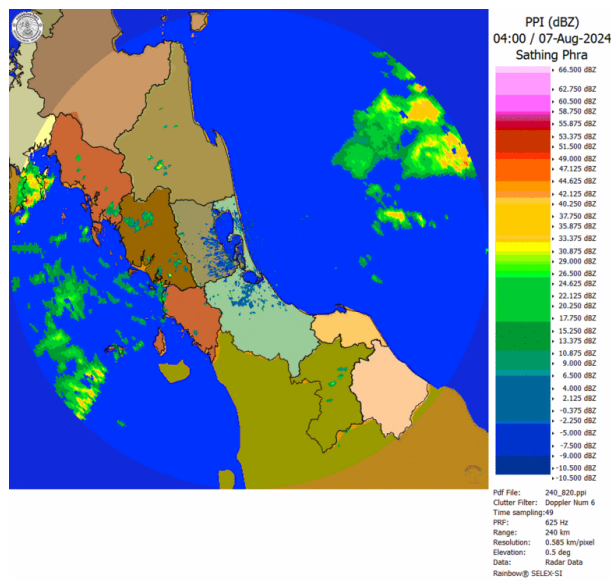 PPI (dBZ)
04:00 / 07-Aug-2024
Sathing Phra
66.500 dBZ
62.750 dBZ
60.500 dBZ
58.750 dBZ
55.875 dBZ
53.375 dBZ
51.500 dBZ
49.000 dBZ
47.125 dBZ
44.625 dBZ
42.125 dBZ
40.250 dBZ
37.750 dBZ
35.875 dBZ
33.375 dBZ
30.875 dBZ
29.000 dBZ
26.500 dBZ
24.625 dBZ
22.125 dBZ
20.250 dBZ
17.750 dBZ
15.250 dBZ
13.375 dBZ
10.875 dBZ
9.000 dBZ
6.500 dBZ
4.000 dBZ
2.125 dBZ
-0.375 dBZ
-2.250 dBZ
-5.000 dBZ
-7.500 dBZ
-9.000 dBZ
-10.500 dBZ
-10.500 dBZ
Pdf File: 240_820.ppi
Clutter Filter: Doppler Num 6
Time sampling:49
PRF: 625 Hz
Range: 240 km
Resolution: 0.585 km/pixel
Elevation: 0.5 deg
Data: Radar Data
Rainbow® SELEX-SI